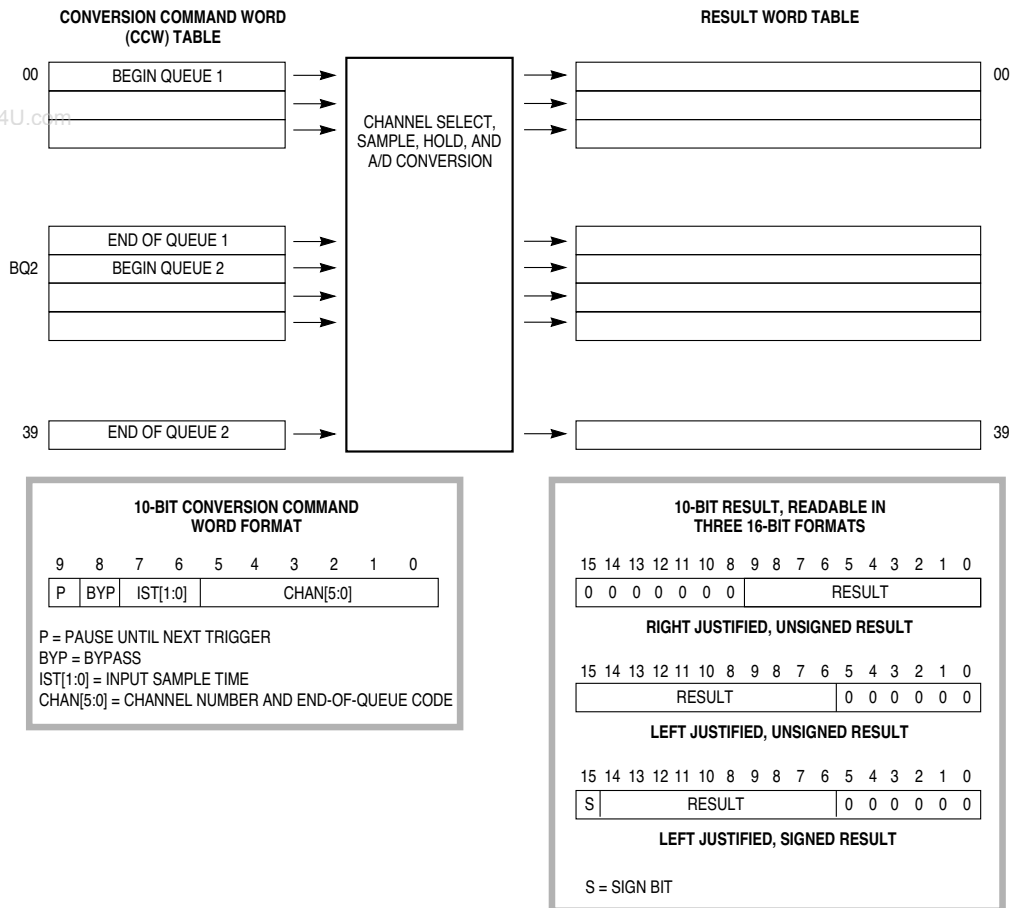 CONVERSION COMMAND WORD
(CCW) TABLE
RESULT WORD TABLE
00 BEGIN QUEUE 1
00
4U.com
CHANNEL SELECT,
SAMPLE, HOLD, AND
A/D CONVERSION
END OF QUEUE 1
BQ2 BEGIN QUEUE 2
39 END OF QUEUE 2
39
10-BIT CONVERSION COMMAND
WORD FORMAT
9 8 7 6 5 4 3 2 1 0
P BYP IST[1:0] CHAN[5:0]
P = PAUSE UNTIL NEXT TRIGGER
BYP = BYPASS
IST[1:0] = INPUT SAMPLE TIME
CHAN[5:0] = CHANNEL NUMBER AND END-OF-QUEUE CODE
10-BIT RESULT, READABLE IN
THREE 16-BIT FORMATS
15 14 13 12 11 10 8 9 8 7 6 5 4 3 2 1 0
0 0 0 0 0 0 0 RESULT
RIGHT JUSTIFIED, UNSIGNED RESULT
15 14 13 12 11 10 8 9 8 7 6 5 4 3 2 1 0
RESULT 0 0 0 0 0 0
LEFT JUSTIFIED, UNSIGNED RESULT
15 14 13 12 11 10 8 9 8 7 6 5 4 3 2 1 0
S RESULT 0 0 0 0 0 0
LEFT JUSTIFIED, SIGNED RESULT
S = SIGN BIT